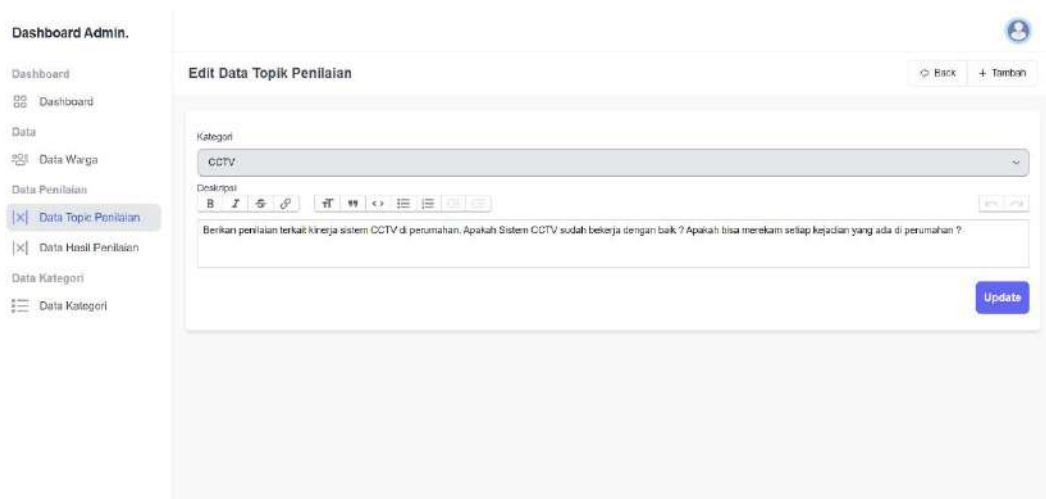 Dashboard Admin.
Dashboard
Dashboard
Data
Data Warga
Data Penilaian
Data Topic Penilaian
Data Hasil Penilaian
Data Kategori
Data Kategori
Edit Data Topik Penilaian
Back
+ Tambah
Kategori
CCTV
Deskripsi
Berikan penilaian terkait kinerja sistem CCTV di perumahan. Apakah Sistem CCTV sudah bekerja dengan baik ? Apakah bisa merekam setiap kejadian yang ada di perumahan ?
Update